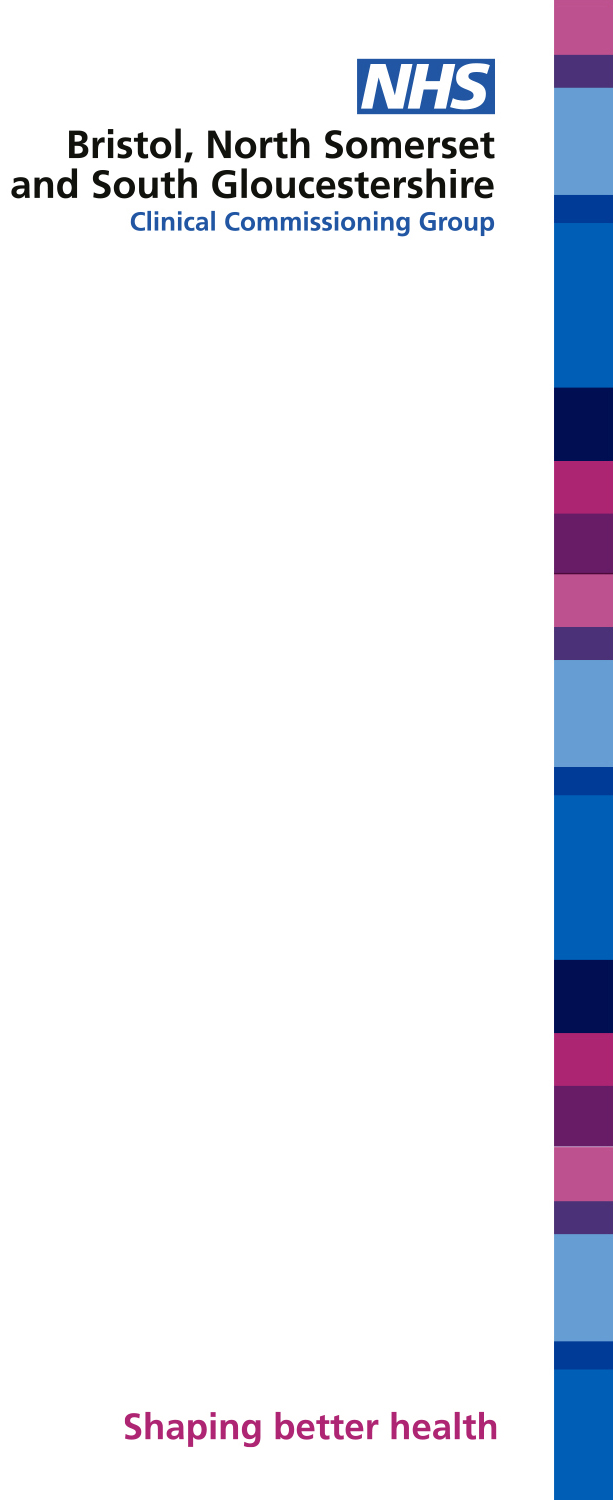 NHS
Bristol, North Somerset
and South Gloucestershire
Clinical Commissioning Group
Shaping better health